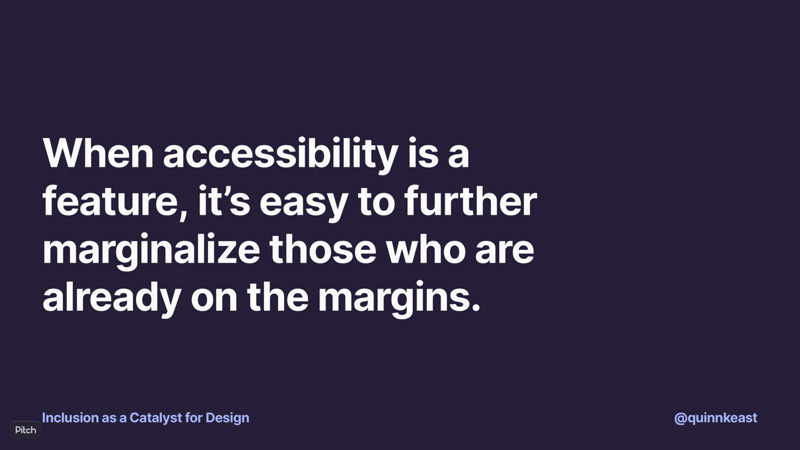 When accessibility is a
feature, it’s easy to further
marginalize those who are
already on the margins.
Inclusion as a Catalyst for Design
@quinnkeast
Pitch